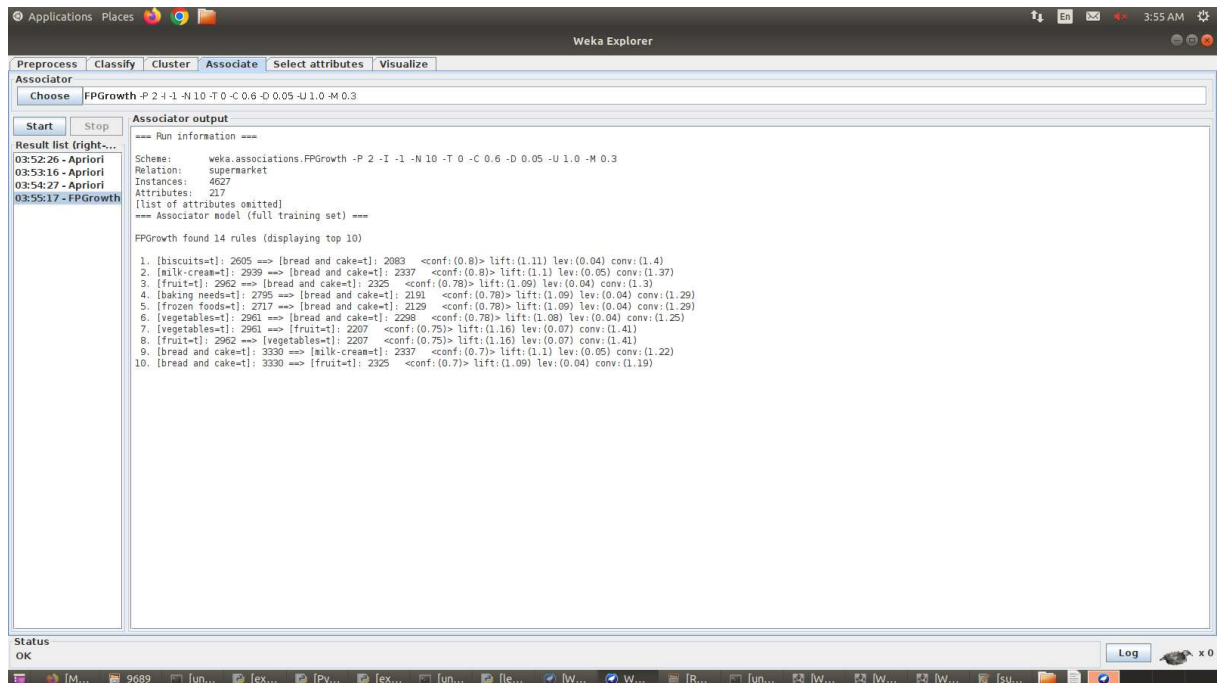 Applications Places En 3:55 AM
Weka Explorer
Preprocess Classify Cluster Associate Select attributes Visualize
Associator
Choose FPGrowth -P 2 -I -1 -N 10 -T 0 -C 0.6 -D 0.05 -U 1.0 -M 0.3
Start Stop
Result list (right-...
03:52:26 - Apriori
03:53:16 - Apriori
03:54:27 - Apriori
03:55:17 - FPGrowth
Associator output
=== Run information ===
Scheme: weka.associations.FPGrowth -P 2 -I -1 -N 10 -T 0 -C 0.6 -D 0.05 -U 1.0 -M 0.3
Relation: supermarket
Instances: 4627
Attributes: 217
[list of attributes omitted]
=== Associator model (full training set) ===
FPGrowth found 14 rules (displaying top 10)
1. [biscuits=t]: 2605 ==> [bread and cake=t]: 2083 <conf:(0.8)> lift:(1.11) lev:(0.04) conv:(1.4)
2. [milk-cream=t]: 2939 ==> [bread and cake=t]: 2337 <conf:(0.8)> lift:(1.1) lev:(0.05) conv:(1.37)
3. [fruit=t]: 2962 ==> [bread and cake=t]: 2325 <conf:(0.78)> lift:(1.09) lev:(0.04) conv:(1.3)
4. [baking needs=t]: 2795 ==> [bread and cake=t]: 2191 <conf:(0.78)> lift:(1.09) lev:(0.04) conv:(1.29)
5. [frozen foods=t]: 2717 ==> [bread and cake=t]: 2129 <conf:(0.78)> lift:(1.09) lev:(0.04) conv:(1.29)
6. [vegetables=t]: 2961 ==> [bread and cake=t]: 2298 <conf:(0.78)> lift:(1.08) lev:(0.04) conv:(1.25)
7. [vegetables=t]: 2961 ==> [fruit=t]: 2207 <conf:(0.75)> lift:(1.16) lev:(0.07) conv:(1.41)
8. [fruit=t]: 2962 ==> [vegetables=t]: 2207 <conf:(0.75)> lift:(1.16) lev:(0.07) conv:(1.41)
9. [bread and cake=t]: 3330 ==> [milk-cream=t]: 2337 <conf:(0.7)> lift:(1.1) lev:(0.05) conv:(1.22)
10. [bread and cake=t]: 3330 ==> [fruit=t]: 2325 <conf:(0.7)> lift:(1.09) lev:(0.04) conv:(1.19)
Status
OK
Log x 0
[M... 9689 [un... [ex... [Py... [ex... [un... [le... [W... W... [R... [un... [W... [W... [W... [su...